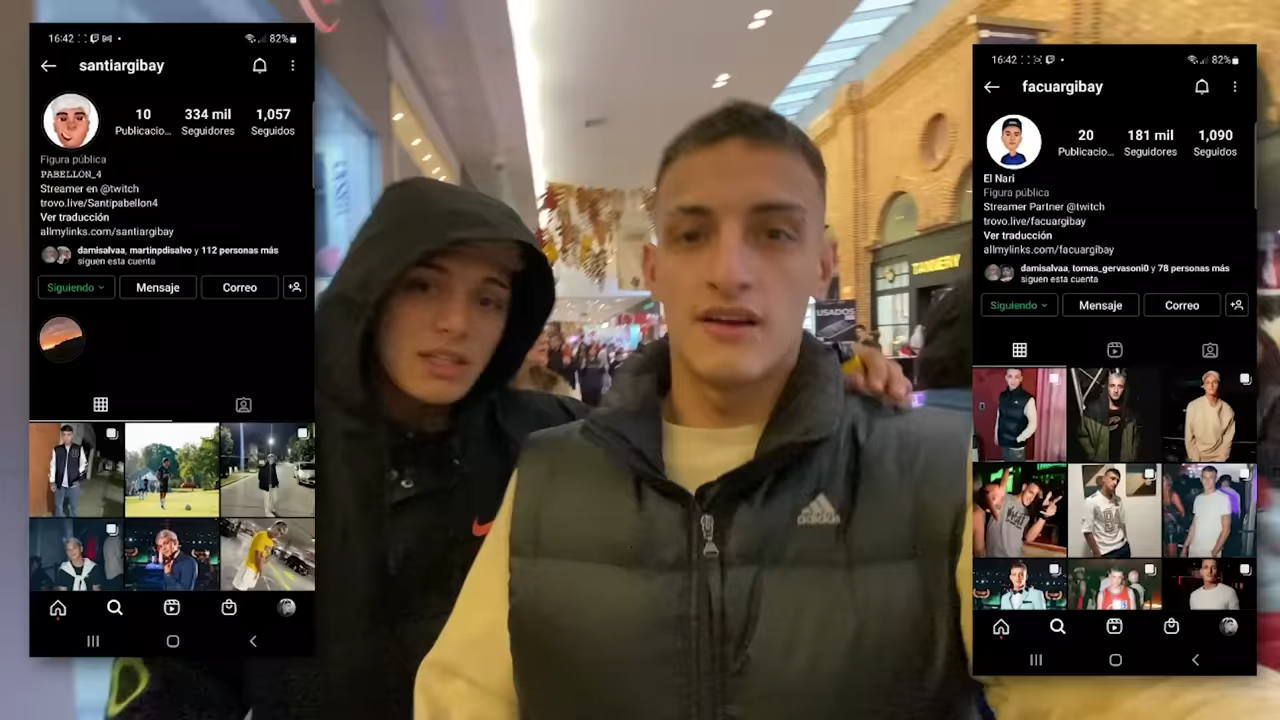 16:42
82%
santiargibay
10
334 mil
1,057
Publicacio...
Seguidores
Seguidos
Figura pública
PABELLON_4
Streamer en @twitch
trovo.live/Santipabellon4
Ver traducción
allmylinks.com/santiargibay
damisalvaa, martinpdisalvo y 112 personas más
siguen esta cuenta
Siguiendo
Mensaje
Correo
TANNERY
USADOS
adidas
16:42
82%
facuargibay
20
181 mil
1,090
Publicacio...
Seguidores
Seguidos
El Nari
Figura pública
Streamer Partner @twitch
trovo.live/facuargibay
Ver traducción
allmylinks.com/facuargibay
damisalvaa, tomas_gervasoni0 y 78 personas más
siguen esta cuenta
Siguiendo
Mensaje
Correo